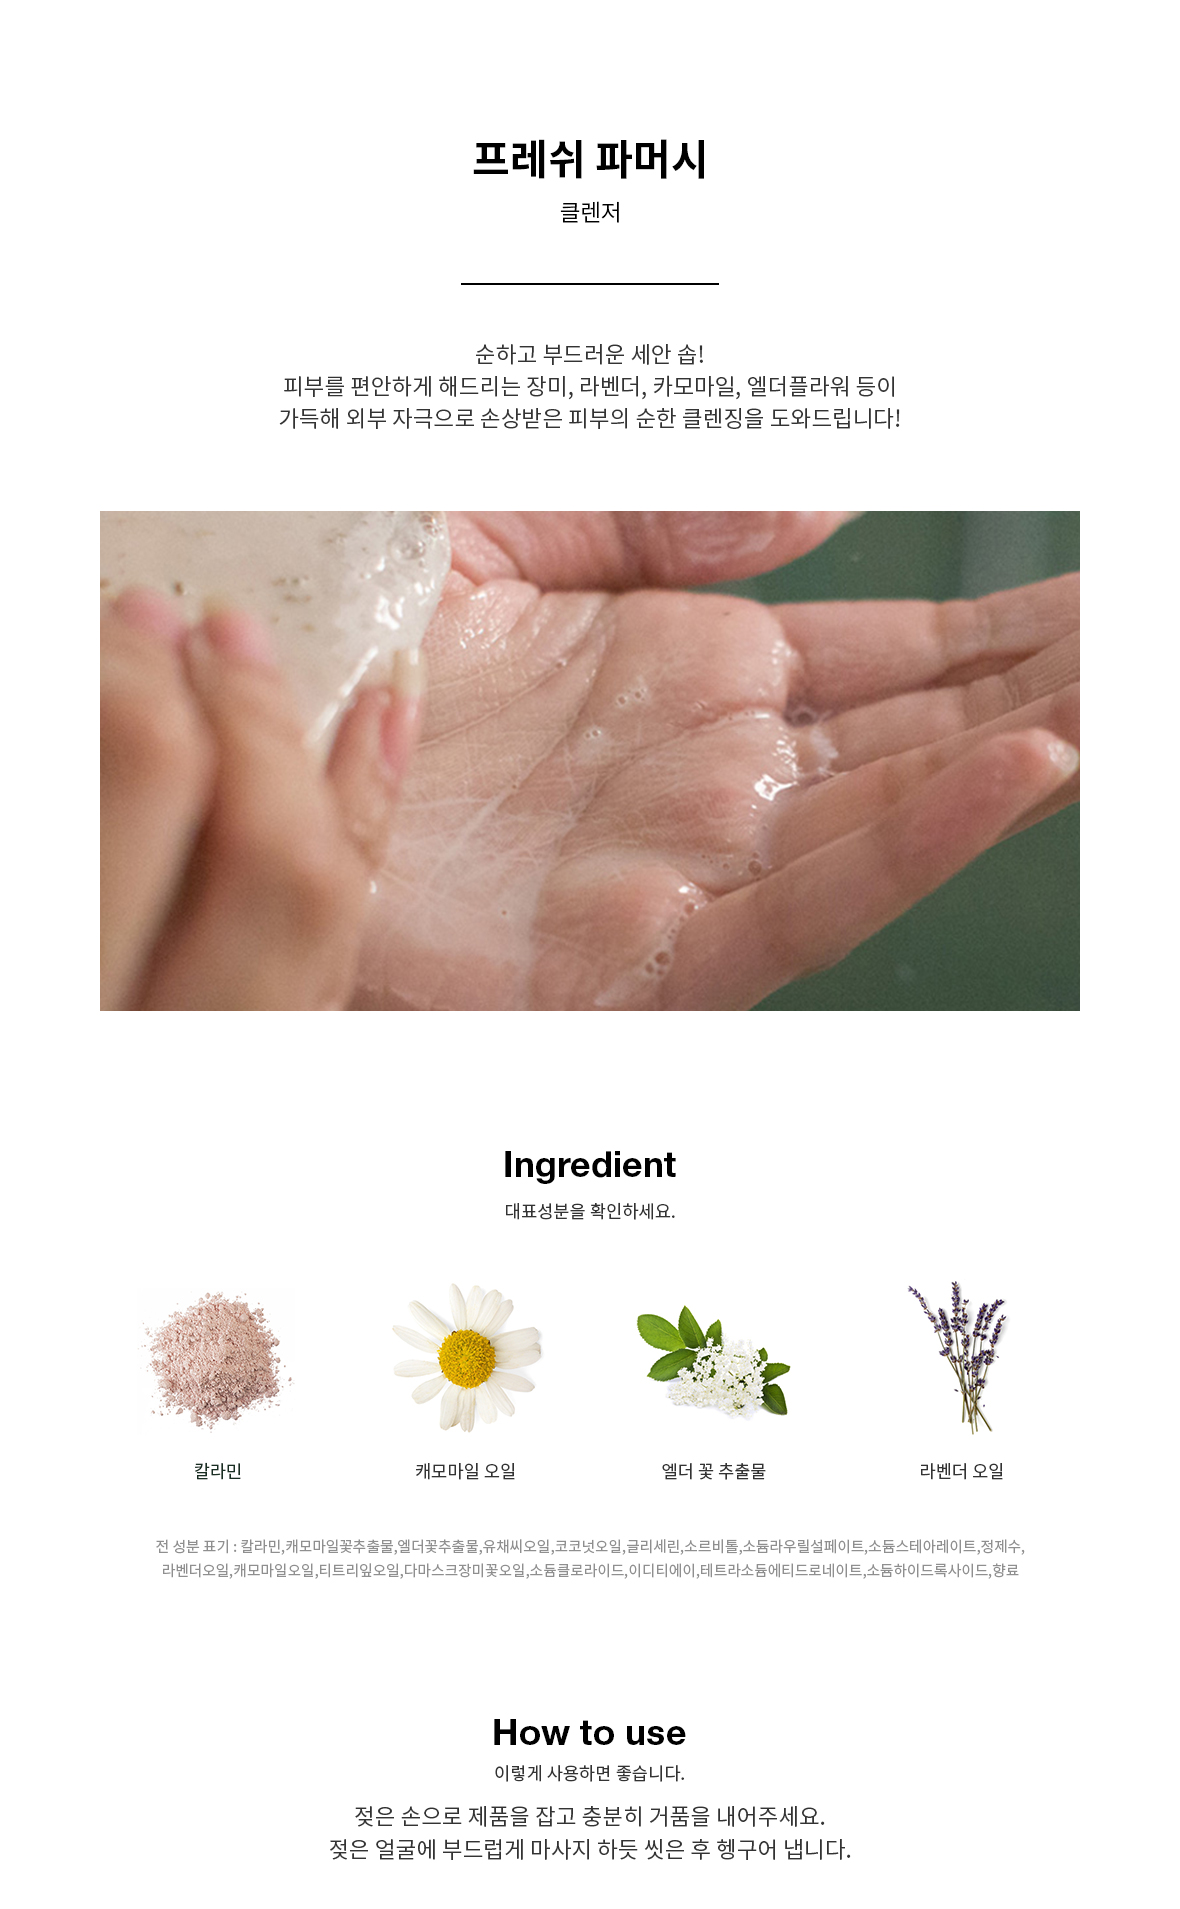 프레쉬 파머시
클렌저
순하고 부드러운 세안 솝!
피부를 편안하게 해드리는 장미, 라벤더, 카모마일, 엘더플라워 등이
가득해 외부 자극으로 손상받은 피부의 순한 클렌징을 도와드립니다!
Ingredient
대표성분을 확인하세요.
칼라민
캐모마일 오일
엘더 꽃 추출물
라벤더 오일
전 성분 표기 : 칼라민,캐모마일꽃추출물,엘더꽃추출물,유채씨오일,코코넛오일,글리세린,소르비톨,소듐라우릴설페이트,소듐스테아레이트,정제수,
라벤더오일,캐모마일오일,티트리잎오일,다마스크장미꽃오일,소듐클로라이드,이디티에이,테트라소듐에티드로네이트,소듐하이드록사이드,향료
How to use
이렇게 사용하면 좋습니다.
젖은 손으로 제품을 잡고 충분히 거품을 내어주세요.
젖은 얼굴에 부드럽게 마사지 하듯 씻은 후 헹구어 냅니다.